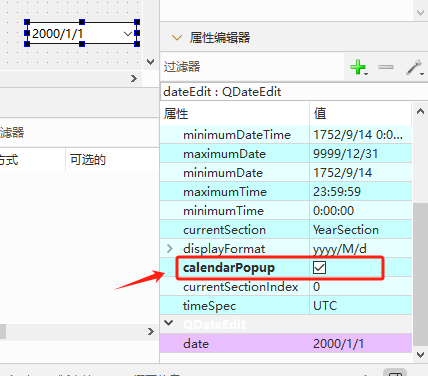 2000/1/1
属性编辑器
过滤器
dateEdit : QDateEdit
滤器
属性 值
方式 可选的
minimumDateTime 1752/9/14 0:0...
maximumDate 9999/12/31
minimumDate 1752/9/14
maximumTime 23:59:59
minimumTime 0:00:00
currentSection YearSection
displayFormat yyyy/M/d
calendarPopup
currentSectionIndex 0
timeSpec UTC
QDateEdit
date 2000/1/1